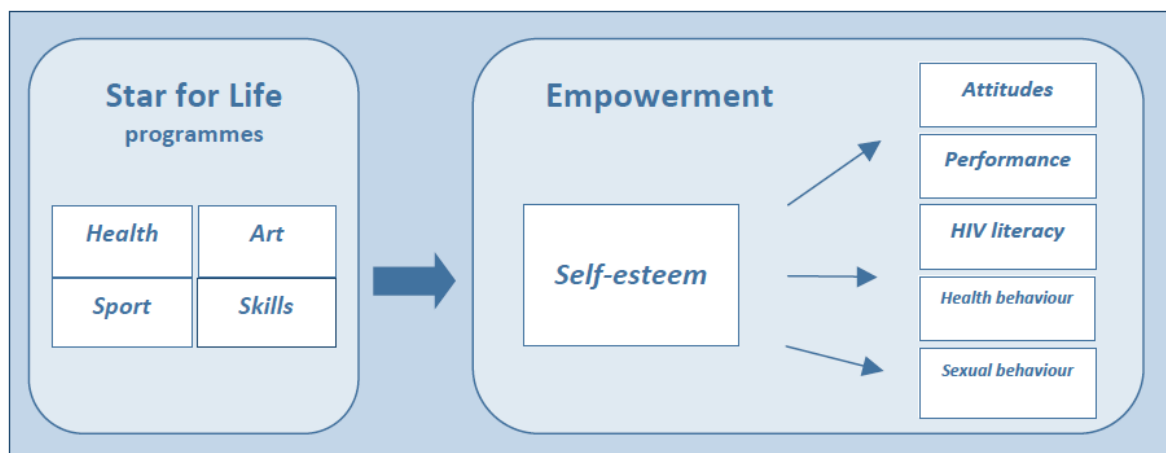 Star for Life
programmes
Health
Art
Sport
Skills
Empowerment
Self-esteem
Attitudes
Performance
HIV literacy
Health behaviour
Sexual behaviour